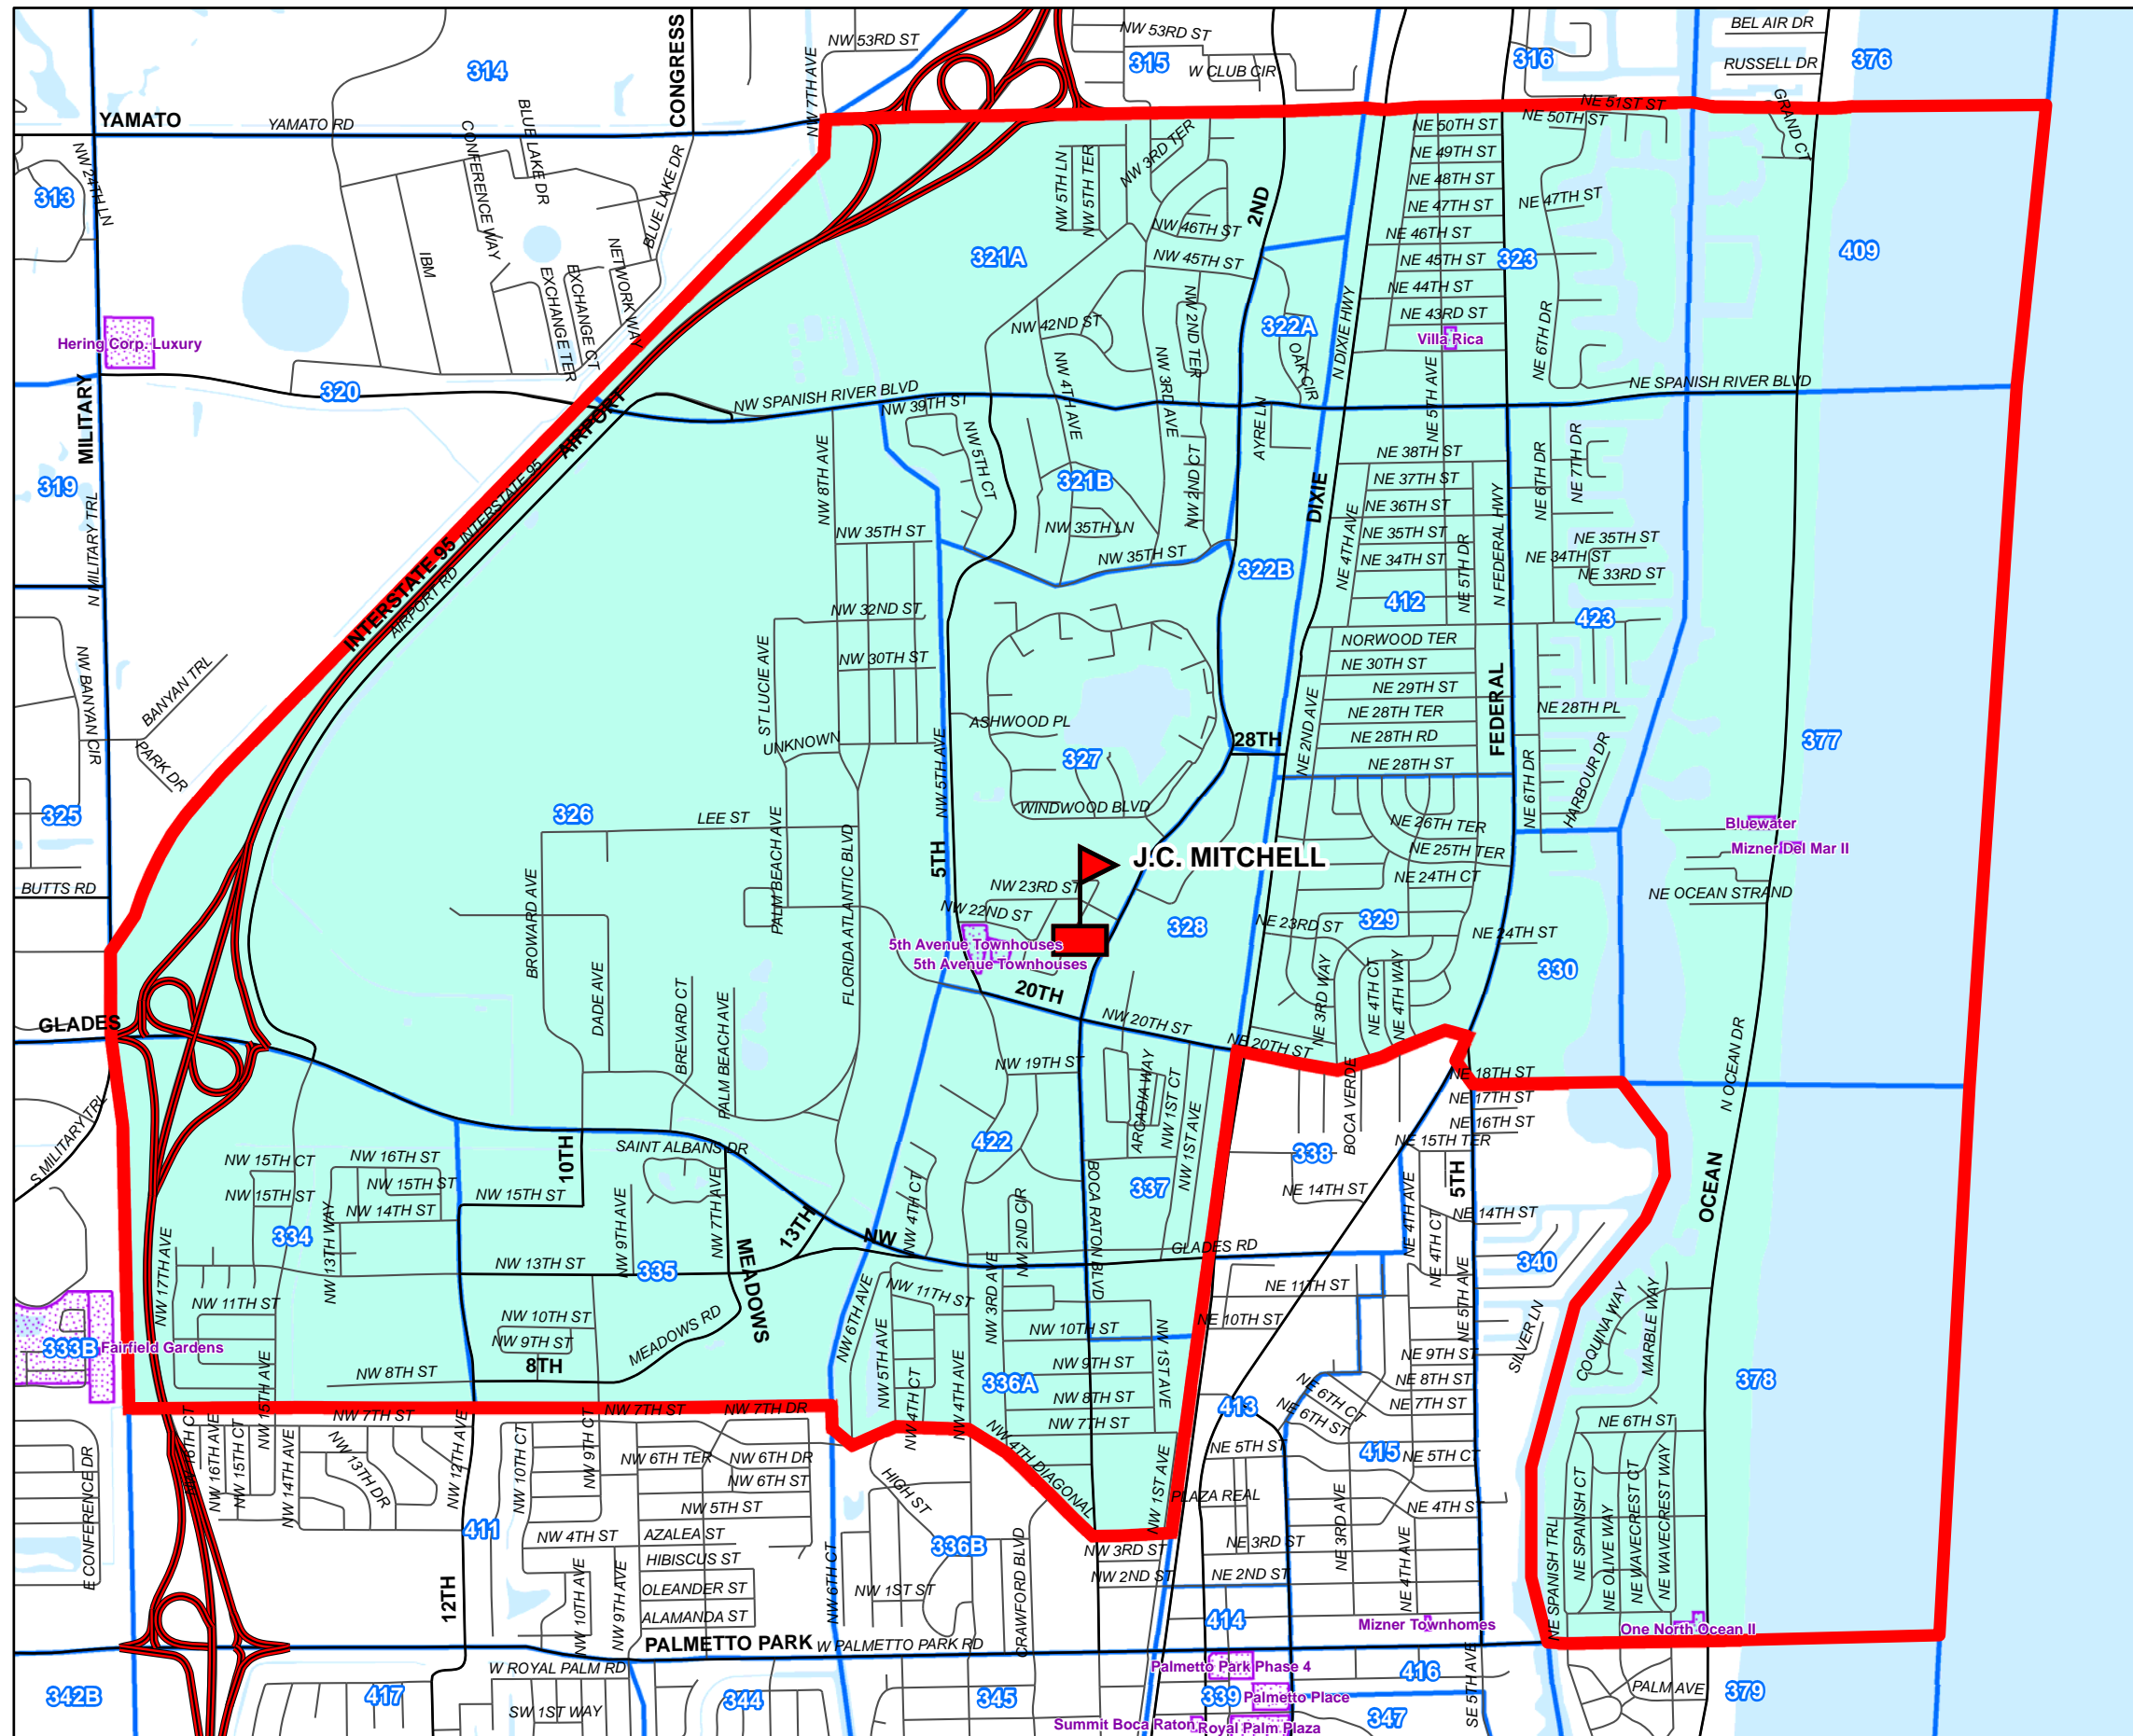 BEL AIR DR
NW 53RD ST
NW 53RD ST
CONGRESS
NW 7TH AVE
314
315
W CLUB CIR
316
RUSSELL DR
376
YAMATO
YAMATO RD
NE 51ST ST
NE 50TH ST
NE 50TH ST
GRAND CT
NW 24TH LN
CONFERENCE WAY
BLUE LAKE DR
BLUE LAKE DR
NW 5TH LN
NW 5TH TER
NW 3RD TER
NE 49TH ST
NE 48TH ST
313
2ND
NE 47TH ST
NE 47TH ST
NW 46TH ST
NE 46TH ST
IBM
321A
NW 45TH ST
NE 45TH ST
323
409
EXCHANGE TER
EXCHANGE CT
NETWORK WAY
NE 44TH ST
NE 43RD ST
NW 42ND ST
NW 2ND TER
322A
OAK CIR
N DIXIE HWY
Villa Rica
NE 6TH DR
Hering Corp. Luxury
320
NW SPANISH RIVER BLVD
NE SPANISH RIVER BLVD
MILITARY
AIRPORT
NW 39TH ST
NW 4TH AVE
NW 3RD AVE
AYRE LN
NE 5TH AVE
NW 8TH AVE
NW 5TH CT
321B
NW 2ND CT
DIXIE
NE 38TH ST
NE 37TH ST
NE 36TH ST
NE 6TH DR
NE 7TH DR
319
N MILITARY TRL
INTERSTATE 95
INTERSTATE 95
AIRPORT RD
NW 35TH ST
NW 35TH LN
NW 35TH ST
322B
NE 4TH AVE
NE 35TH ST
NE 34TH ST
NE 5TH DR
N FEDERAL HWY
NE 35TH ST
NE 34TH ST
NE 33RD ST
412
423
NW 32ND ST
NW 30TH ST
ST LUCIE AVE
NORWOOD TER
NE 30TH ST
NE 29TH ST
NE 28TH TER
NE 28TH RD
NE 28TH ST
NE 2ND AVE
FEDERAL
NE 28TH PL
HARBOUR DR
NE 6TH DR
377
NW BANYAN CIR
BANYAN TRL
PARK DR
UNKNOWN
NW 5TH AVE
ASHWOOD PL
327
28TH
WINDWOOD BLVD
325
326
LEE ST
PALM BEACH AVE
FLORIDA ATLANTIC BLVD
5TH
J.C. MITCHELL
NE 26TH TER
NE 25TH TER
NE 24TH CT
Bluewater
Mizner Del Mar II
BUTTS RD
BROWARD AVE
NW 23RD ST
NW 22ND ST
328
NE 23RD ST
329
NE 24TH ST
NE OCEAN STRAND
5th Avenue Townhouses
5th Avenue Townhouses
330
DADE AVE
BREVARD CT
PALM BEACH AVE
20TH
NW 20TH ST
NE 20TH ST
NE 3RD WAY
NE 4TH CT
NE 4TH WAY
GLADES
S MILITARY TRL
NW 19TH ST
ARCADIA WAY
NW 1ST CT
NW 1ST AVE
BOCA VERDE
NE 18TH ST
NE 17TH ST
NE 16TH ST
NE 15TH TER
N OCEAN DR
NW 15TH CT
NW 16TH ST
NW 15TH ST
NW 15TH ST
NW 14TH ST
10TH
SAINT ALBANS DR
422
338
NE 14TH ST
5TH
NE 14TH ST
OCEAN
NW 15TH ST
NW 9TH AVE
NW 7TH AVE
13TH
NW
NW 4TH CT
BOCA RATON BLVD
337
NW 2ND CIR
GLADES RD
NE 4TH AVE
NE 4TH CT
334
NW 13TH WAY
NW 17TH AVE
NW 13TH ST
335
MEADOWS
340
NW 11TH ST
NW 10TH ST
NW 9TH ST
8TH
MEADOWS RD
NW 6TH AVE
NW 5TH AVE
NW 11TH ST
NW 3RD AVE
NW 10TH ST
NE 11TH ST
NE 10TH ST
NE 5TH AVE
SILVER LN
COQUINA WAY
MARBLE WAY
333B
Fairfield Gardens
NW 8TH ST
NW 15TH AVE
NW 4TH CT
NW 4TH AVE
336A
NW 9TH ST
NW 8TH ST
NW 7TH ST
NW 1ST AVE
NE 9TH ST
NE 8TH ST
NE 7TH ST
378
NW 7TH ST
NW 7TH ST
NW 7TH DR
413
NE 6TH CT
NE 6TH ST
NE 6TH ST
NW 16TH CT
NW 16TH AVE
NW 15TH CT
NW 14TH AVE
NW 13TH DR
NW 12TH AVE
NW 10TH CT
NW 9TH CT
NW 6TH TER
NW 6TH DR
NW 6TH ST
NW 5TH ST
NW 4TH DIAGONAL
HIGH ST
NW 1ST AVE
NE 5TH ST
415
NE 5TH CT
PLAZA REAL
NE 4TH ST
NE 3RD AVE
E CONFERENCE DR
411
NW 4TH ST
AZALEA ST
HIBISCUS ST
OLEANDER ST
ALAMANDA ST
336B
NW 3RD ST
NW 2ND ST
NE 3RD ST
NE 2ND ST
NE 4TH AVE
NE SPANISH TRL
NE SPANISH CT
NE OLIVE WAY
NE WAVECREST CT
NE WAVECREST WAY
12TH
NW 10TH AVE
NW 9TH AVE
NW 6TH CT
NW 1ST ST
CRAWFORD BLVD
414
Mizner Townhomes
One North Ocean II
PALMETTO PARK
W PALMETTO PARK RD
W ROYAL PALM RD
Palmetto Park Phase 4
416
SE 5TH AVE
342B
417
SW 1ST WAY
344
345
339
Palmetto Place
347
PALM AVE
379
Summit Boca Raton
Royal Palm Plaza